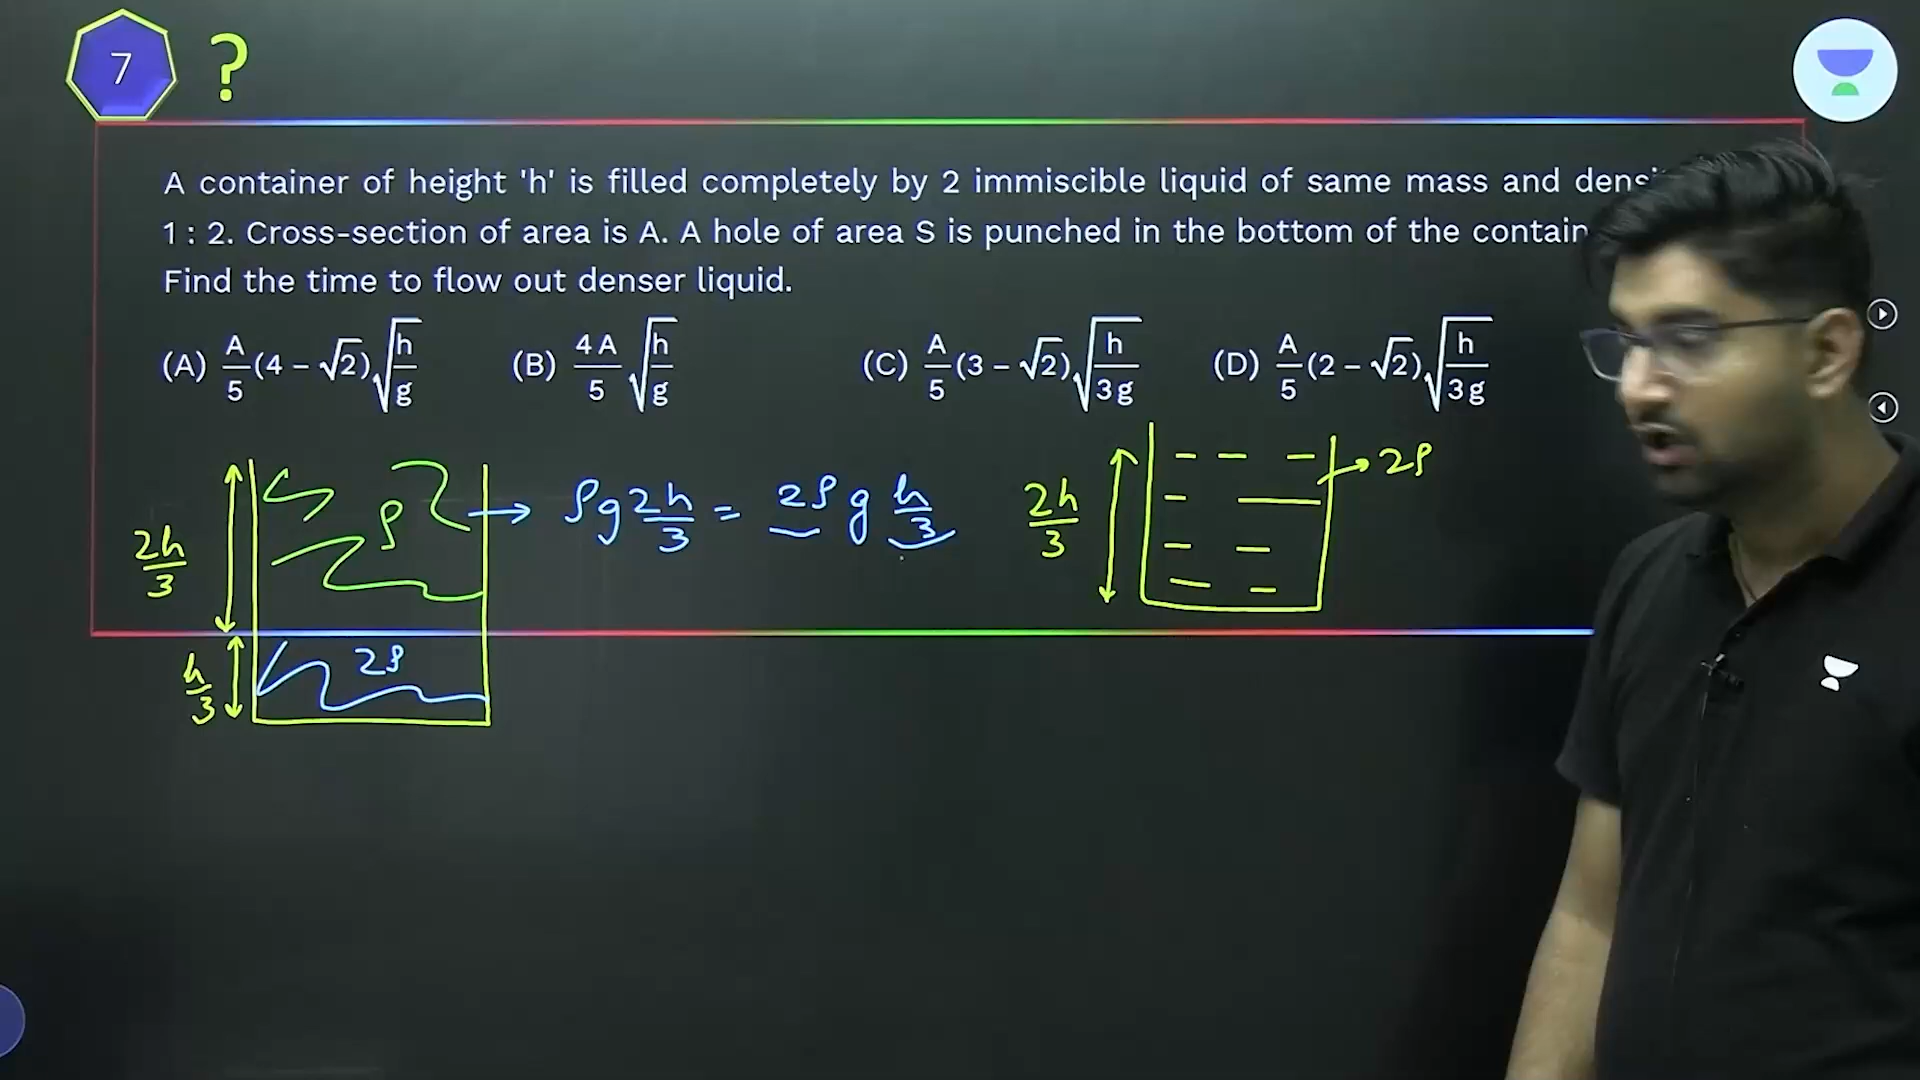 7 ?
A container of height 'h' is filled completely by 2 immiscible liquid of same mass and
1 : 2. Cross-section of area is A. A hole of area S is punched in the bottom of the
Find the time to flow out denser liquid.
(A) A/5 (4 − √2) √(h/g) (B) 4A/5 √(h/g) (C) A/5 (3 − √2) √(h/3g) (D) A/5 (2 − √2) √(h/3g)
2h/3 ρ → ρg 2h/3 = 2ρ g h/3 2h/3 → 2ρ
h/3 2ρ